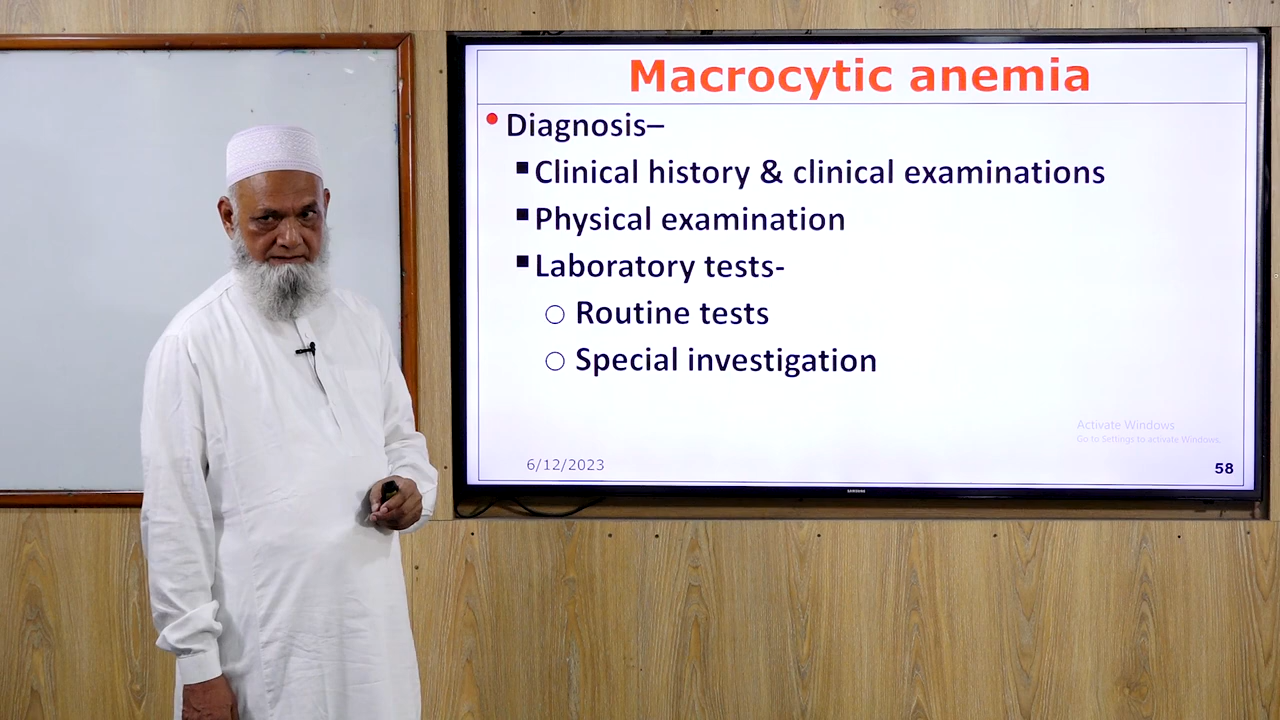 Macrocytic anemia
Diagnosis–
Clinical history & clinical examinations
Physical examination
Laboratory tests-
Routine tests
Special investigation
Activate Windows
Go to Settings to activate Windows.
6/12/2023
58
SAMSUNG